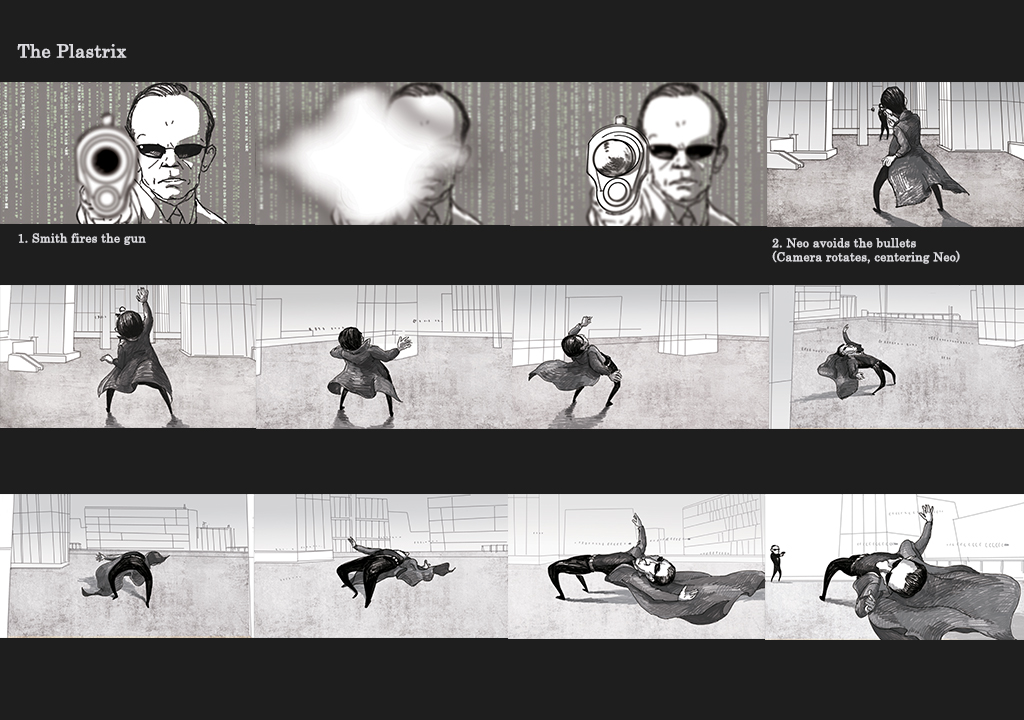 The Plastrix
1. Smith fires the gun
2. Neo avoids the bullets
(Camera rotates, centering Neo)